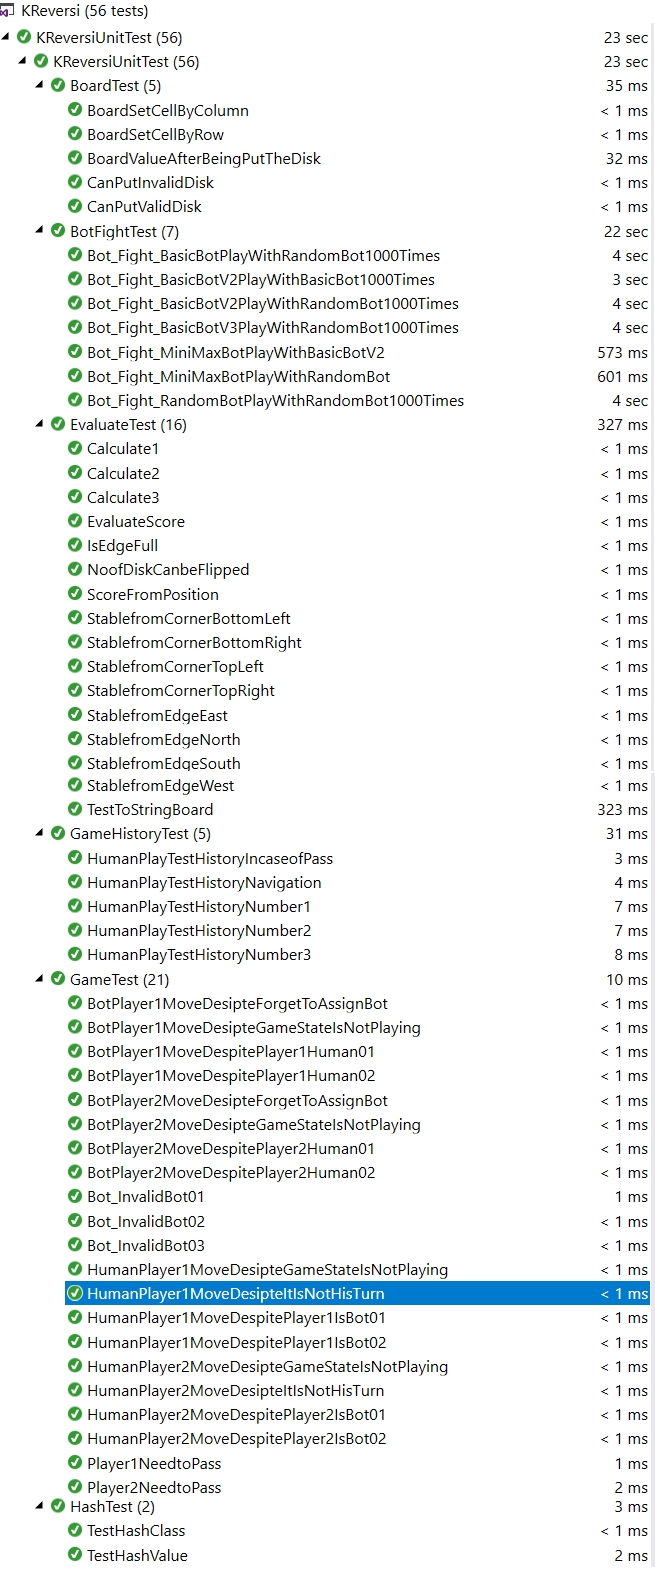 KReversi (56 tests)
KReversiUnitTest (56) 23 sec
KReversiUnitTest (56) 23 sec
BoardTest (5) 35 ms
BoardSetCellByColumn < 1 ms
BoardSetCellByRow < 1 ms
BoardValueAfterBeingPutTheDisk 32 ms
CanPutInvalidDisk < 1 ms
CanPutValidDisk < 1 ms
BotFightTest (7) 22 sec
Bot_Fight_BasicBotPlayWithRandomBot1000Times 4 sec
Bot_Fight_BasicBotV2PlayWithBasicBot1000Times 3 sec
Bot_Fight_BasicBotV2PlayWithRandomBot1000Times 4 sec
Bot_Fight_BasicBotV3PlayWithRandomBot1000Times 4 sec
Bot_Fight_MiniMaxBotPlayWithBasicBotV2 573 ms
Bot_Fight_MiniMaxBotPlayWithRandomBot 601 ms
Bot_Fight_RandomBotPlayWithRandomBot1000Times 4 sec
EvaluateTest (16) 327 ms
Calculate1 < 1 ms
Calculate2 < 1 ms
Calculate3 < 1 ms
EvaluateScore < 1 ms
IsEdgeFull < 1 ms
NoofDiskCanbeFlipped < 1 ms
ScoreFromPosition < 1 ms
StablefromCornerBottomLeft < 1 ms
StablefromCornerBottomRight < 1 ms
StablefromCornerTopLeft < 1 ms
StablefromCornerTopRight < 1 ms
StablefromEdgeEast < 1 ms
StablefromEdgeNorth < 1 ms
StablefromEdgeSouth < 1 ms
StablefromEdgeWest < 1 ms
TestToStringBoard 323 ms
GameHistoryTest (5) 31 ms
HumanPlayTestHistoryIncaseofPass 3 ms
HumanPlayTestHistoryNavigation 4 ms
HumanPlayTestHistoryNumber1 7 ms
HumanPlayTestHistoryNumber2 7 ms
HumanPlayTestHistoryNumber3 8 ms
GameTest (21) 10 ms
BotPlayer1MoveDesipteForgetToAssignBot < 1 ms
BotPlayer1MoveDesipteGameStateIsNotPlaying < 1 ms
BotPlayer1MoveDespitePlayer1Human01 < 1 ms
BotPlayer1MoveDespitePlayer1Human02 < 1 ms
BotPlayer2MoveDesipteForgetToAssignBot < 1 ms
BotPlayer2MoveDesipteGameStateIsNotPlaying < 1 ms
BotPlayer2MoveDespitePlayer2Human01 < 1 ms
BotPlayer2MoveDespitePlayer2Human02 < 1 ms
Bot_InvalidBot01 1 ms
Bot_InvalidBot02 < 1 ms
Bot_InvalidBot03 < 1 ms
HumanPlayer1MoveDesipteGameStateIsNotPlaying < 1 ms
HumanPlayer1MoveDesipteItIsNotHisTurn < 1 ms
HumanPlayer1MoveDespitePlayer1IsBot01 < 1 ms
HumanPlayer1MoveDespitePlayer1IsBot02 < 1 ms
HumanPlayer2MoveDesipteGameStateIsNotPlaying < 1 ms
HumanPlayer2MoveDesipteItIsNotHisTurn < 1 ms
HumanPlayer2MoveDespitePlayer2IsBot01 < 1 ms
HumanPlayer2MoveDespitePlayer2IsBot02 < 1 ms
Player1NeedtoPass 1 ms
Player2NeedtoPass 2 ms
HashTest (2) 3 ms
TestHashClass < 1 ms
TestHashValue 2 ms